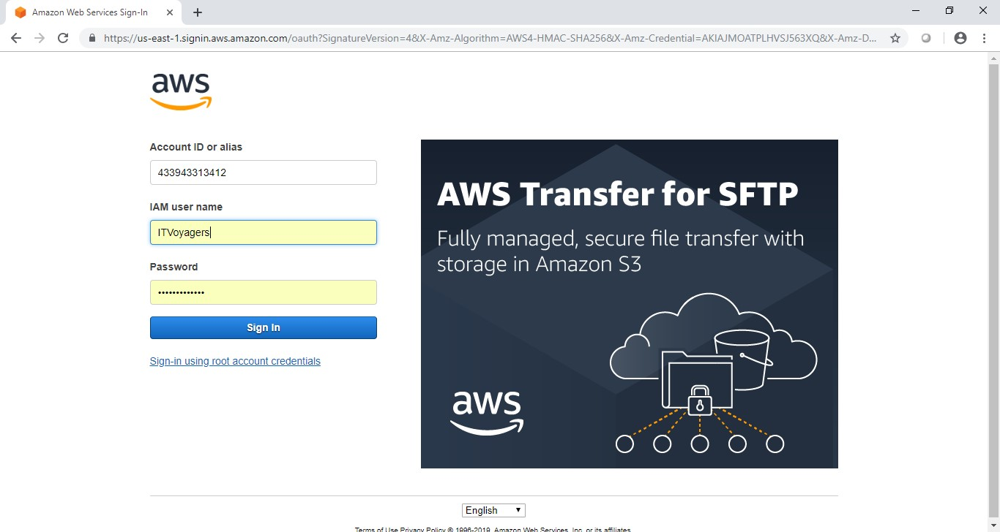 Amazon Web Services Sign-In
https://us-east-1.signin.aws.amazon.com/oauth?SignatureVersion=4&X-Amz-Algorithm=AWS4-HMAC-SHA256&X-Amz-Credential=AKIAJMOATPLHVSJ563XQ&X-Amz-D...
aws
Account ID or alias
433943313412
IAM user name
ITVoyagers
Password
•••••••••••••
Sign In
Sign-in using root account credentials
AWS Transfer for SFTP
Fully managed, secure file transfer with
storage in Amazon S3
aws
English
Terms of Use Privacy Policy © 1996-2019, Amazon Web Services, Inc. or its affiliates.